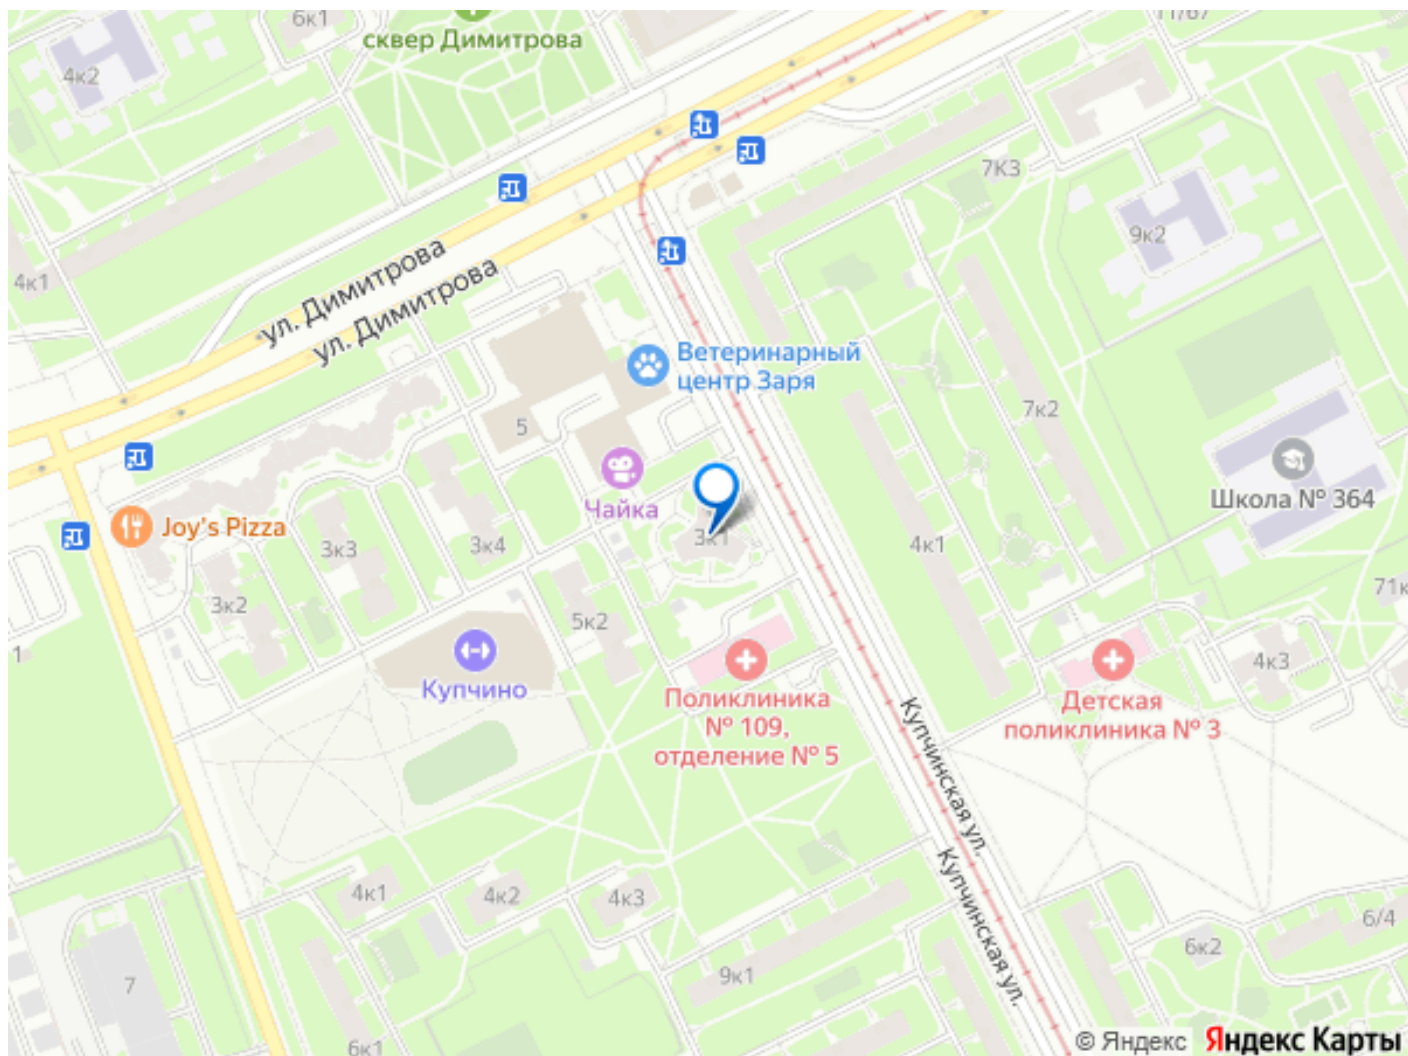 6к1
сквер Димитрова
11/67
4к2
7К3
9к2
4к1
ул. Димитрова
ул. Димитрова
Ветеринарный
центр Заря
7к2
5
Чайка
Школа № 364
Joy's Pizza
3к3
3к4
3к1
4к1
3к2
5к2
71к
1
4к3
Купчино
Поликлиника
№ 109,
отделение № 5
Детская
поликлиника № 3
Купчинская ул.
Купчинская ул.
4к1
4к2
4к3
6/4
6к2
7
9к1
6к1
© Яндекс
Яндекс Карты